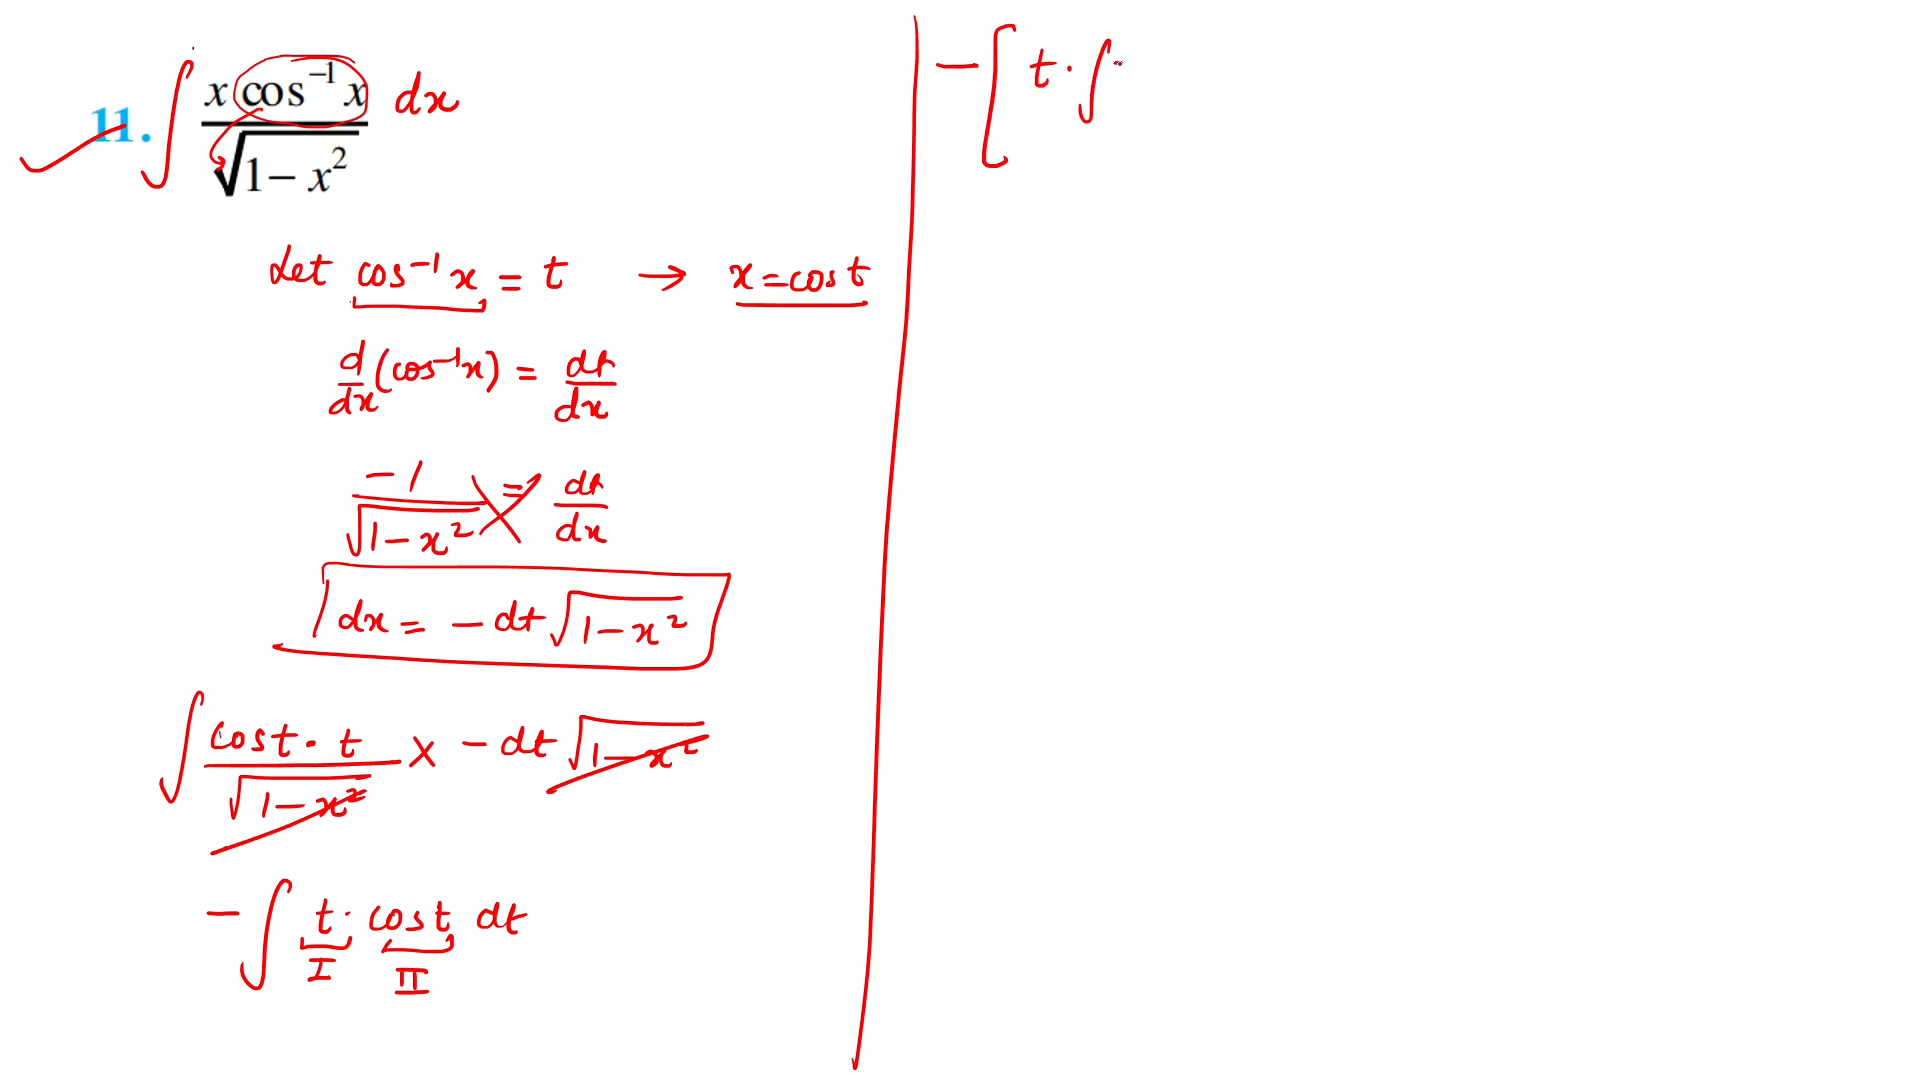 11. ∫ x cos⁻¹ x / √(1 − x²) dx
Let cos⁻¹x = t → x = cos t
d/dx (cos⁻¹x) = dt/dx
−1/√(1−x²) = dt/dx
dx = − dt √(1−x²)
∫ cos t · t / √(1−x²) × − dt √(1−x²)
− ∫ t · cos t dt
I II
− [ t · ∫